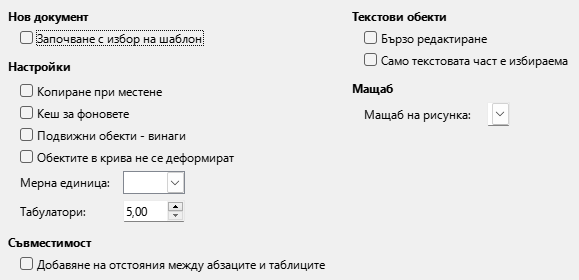 Нов документ
Започване с избор на шаблон
Настройки
Копиране при местене
Кеш за фоновете
Подвижни обекти - винаги
Обектите в крива не се деформират
Мерна единица:
Табулатори: 5,00
Съвместимост
Добавяне на отстояния между абзаците и таблиците
Текстови обекти
Бързо редактиране
Само текстовата част е избираема
Мащаб
Мащаб на рисунка: